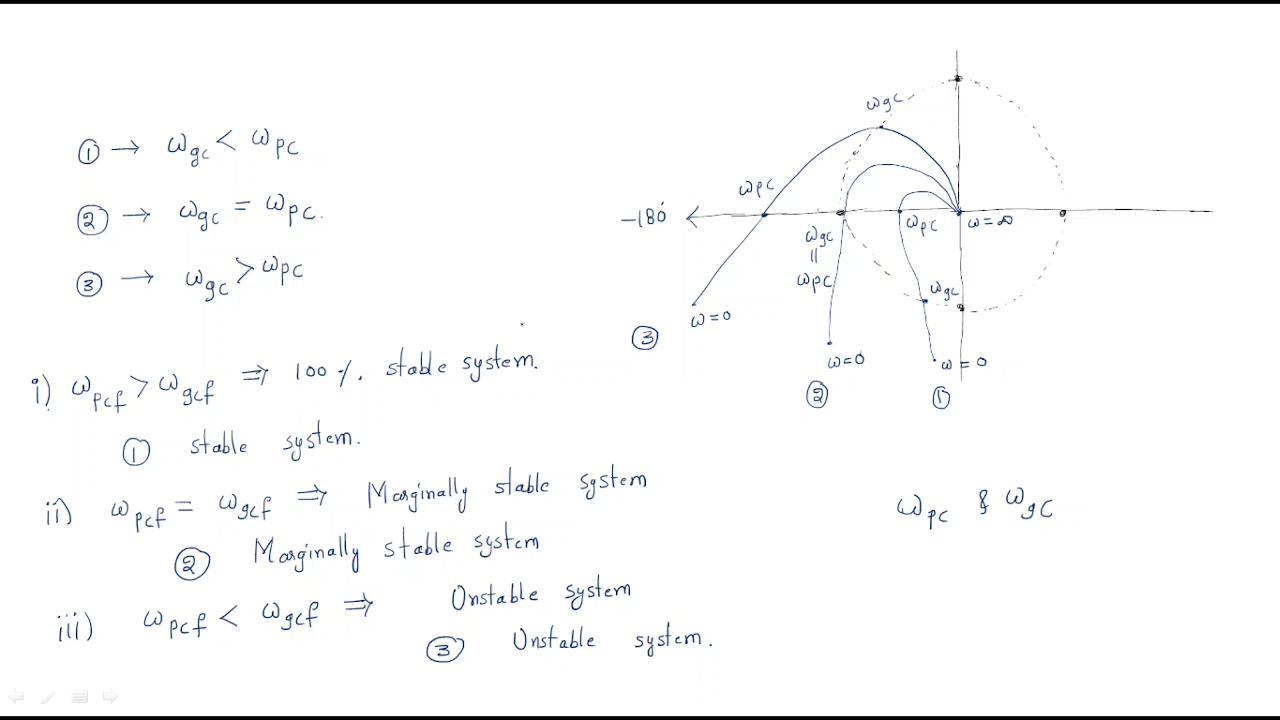 ① → ωgc < ωpc
② → ωgc = ωpc.
③ → ωgc > ωpc
i) ωpcf > ωgcf ⇒ 100 %. stable system.
① stable system.
ii) ωpcf = ωgcf ⇒ Marginally stable system
② Marginally stable system
iii) ωpcf < ωgcf ⇒ Unstable system
③ Unstable system.
ωgc
ωpc
-180°
ωgc
||
ωpc
ωpc
ω=∞
ωgc
ω=0
③
ω=0
②
ω=0
①
ωpc & ωgc